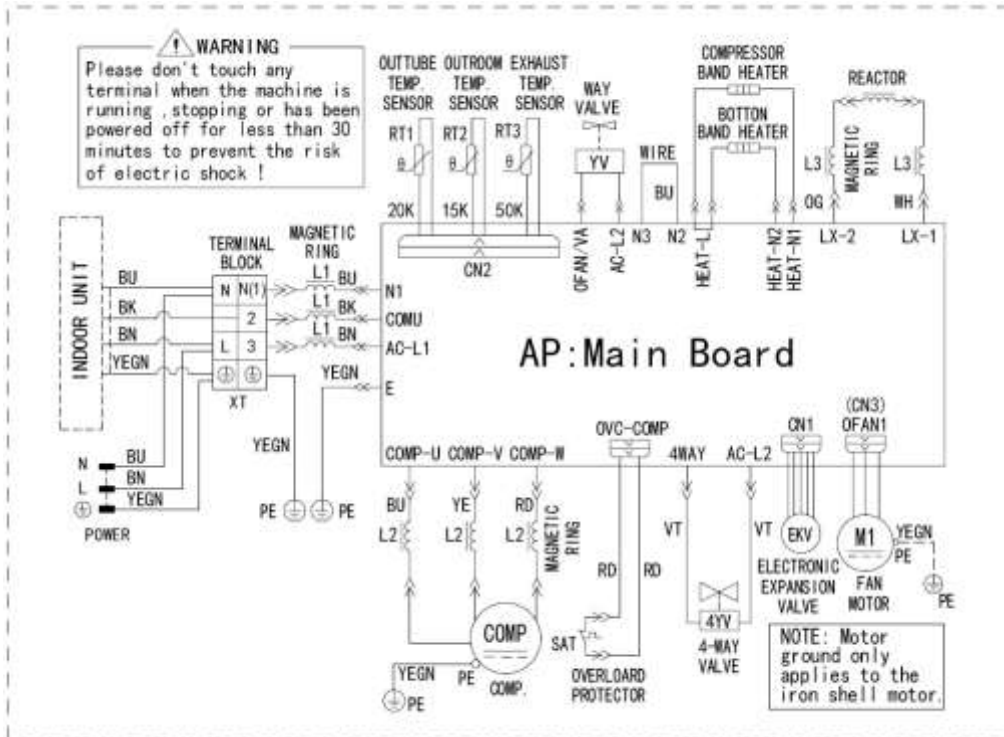 WARNING
Please don't touch any
terminal when the machine is
running ,stopping or has been
powered off for less than 30
minutes to prevent the risk
of electric shock !
OUTTUBE OUTROOM EXHAUST
TEMP. TEMP. TEMP.
SENSOR SENSOR SENSOR
RT1 RT2 RT3
θ θ θ
20K 15K 50K
CN2
WAY
VALVE
YV
WIRE
BU
COMPRESSOR
BAND HEATER
BOTTON
BAND HEATER
REACTOR
L3 MAGNETIC
RING L3
OG WH
OFAN/VA AC-L2 N3 N2 HEAT-L HEAT-N2 HEAT-N1 LX-2 LX-1
INDOOR UNIT
TERMINAL
BLOCK
MAGNETIC
RING
BU N N(1) L1 BU N1
BK 2 L1 BK COMU
BN L 3 L1 BN AC-L1
YEGN YEGN E
XT
YEGN
PE PE
N BU
L BN
YEGN
POWER
AP:Main Board
COMP-U COMP-V COMP-W
OVC-COMP
4WAY AC-L2
CN1
(CN3)
OFAN1
BU YE RD
L2 L2 L2
MAGNETIC
RING
COMP
YEGN PE
PE
COMP.
RD RD
SAT
OVERLOARD
PROTECTOR
VT VT
4YV
4-WAY
VALVE
EKV
ELECTRONIC
EXPANSION
VALVE
M1
YEGN
PE
PE
FAN
MOTOR
NOTE: Motor
ground only
applies to the
iron shell motor.